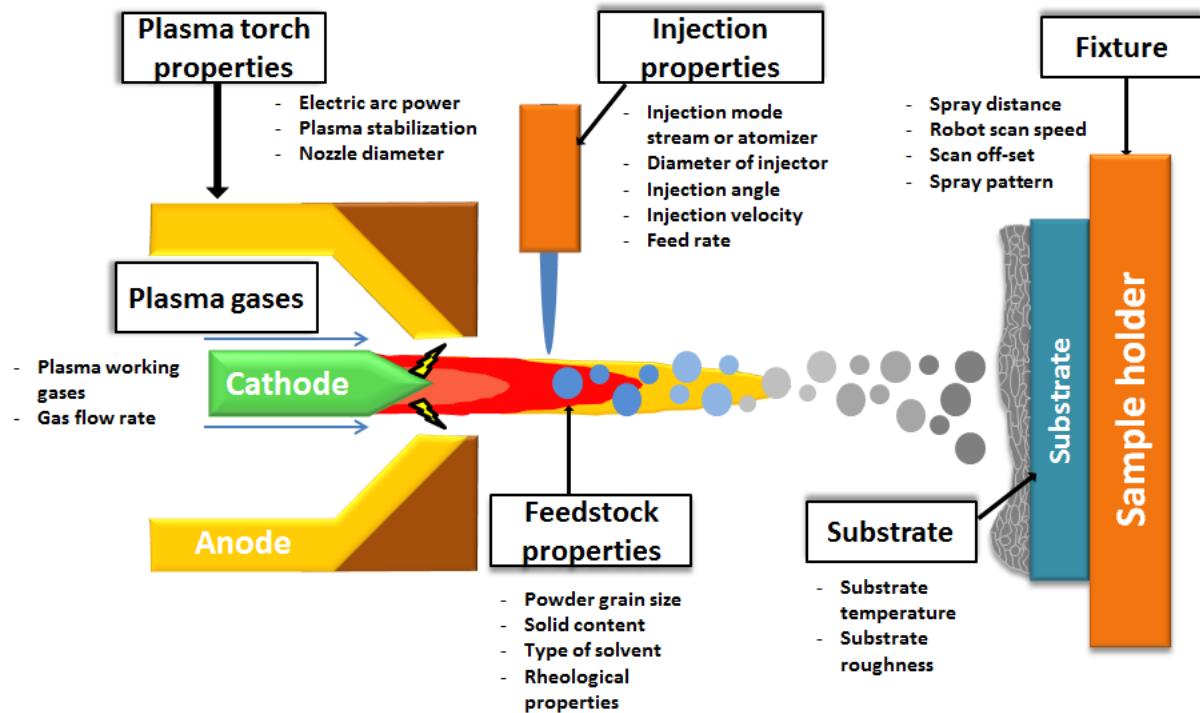 Plasma torch
properties
- Electric arc power
- Plasma stabilization
- Nozzle diameter
Injection
properties
- Injection mode
stream or atomizer
- Diameter of injector
- Injection angle
- Injection velocity
- Feed rate
Fixture
- Spray distance
- Robot scan speed
- Scan off-set
- Spray pattern
Plasma gases
- Plasma working
gases
- Gas flow rate
Cathode
Anode
Feedstock
properties
- Powder grain size
- Solid content
- Type of solvent
- Rheological
properties
Substrate
- Substrate
temperature
- Substrate
roughness
Substrate
Sample holder